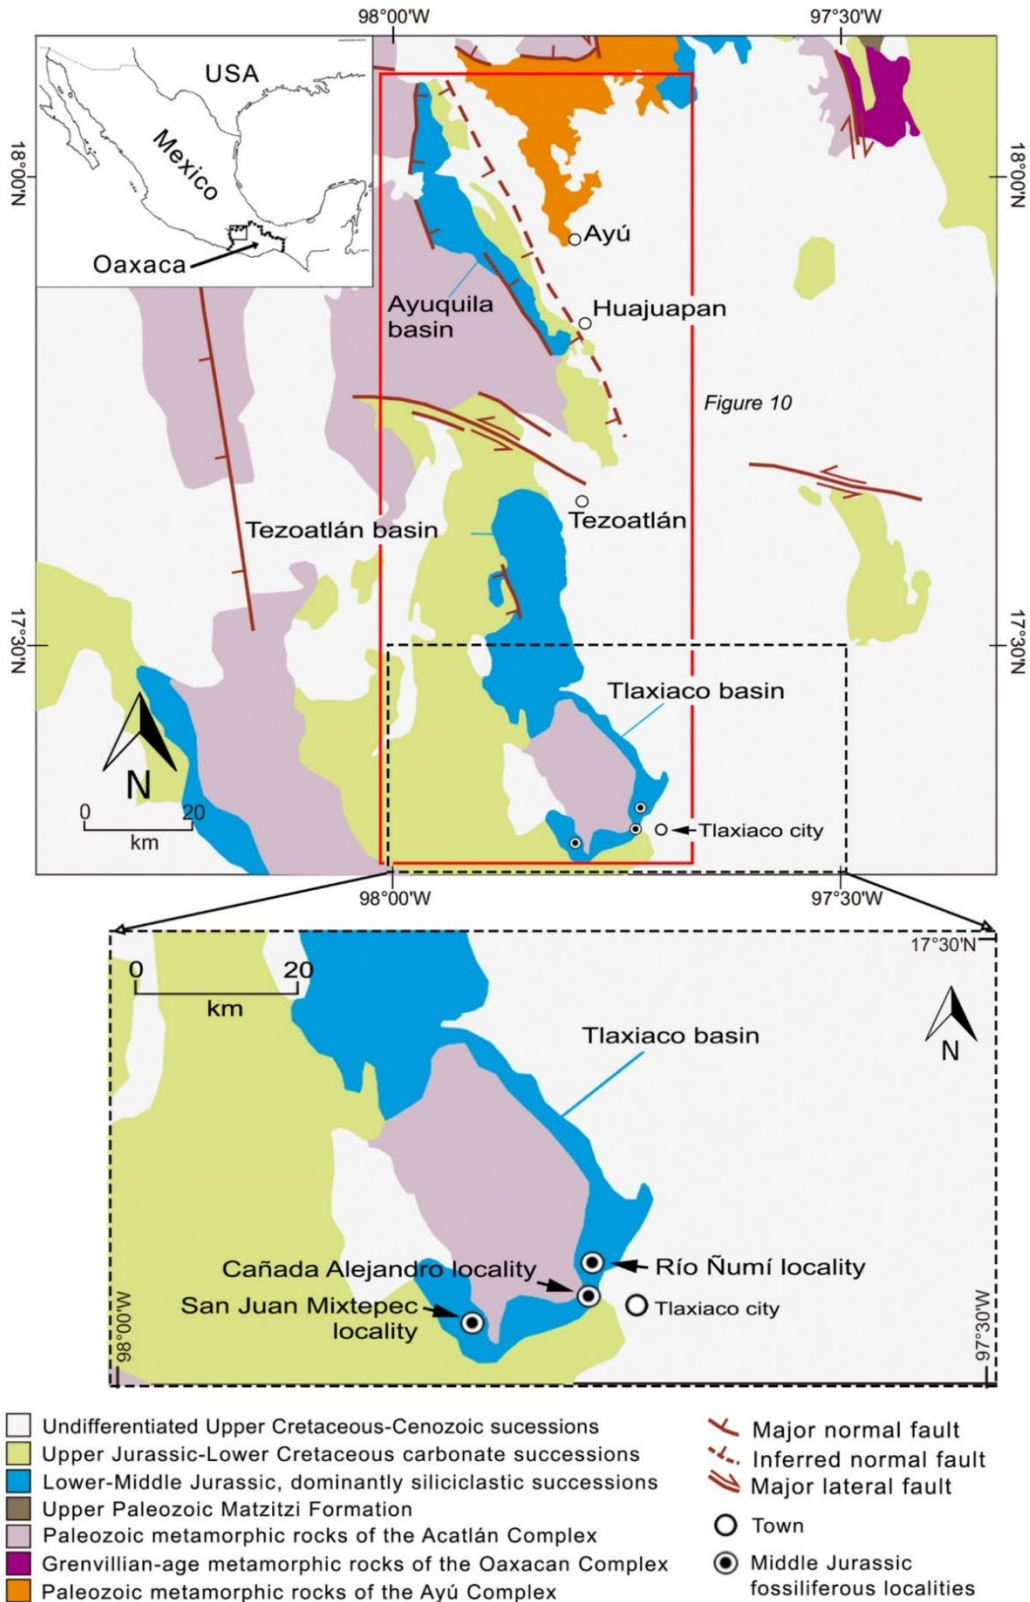 98°00'W
97°30'W
USA
Mexico
Oaxaca
18°00'N
18°00'N
Ayú
Ayuquila
basin
Huajuapan
Figure 10
Tezoatlán
Tezoatlán basin
17°30'N
17°30'N
Tlaxiaco basin
N
0 20
km
Tlaxiaco city
98°00'W
97°30'W
17°30'N
0 20
km
Tlaxiaco basin
N
Cañada Alejandro locality
Río Ñumí locality
San Juan Mixtepec
locality
Tlaxiaco city
98°00'W
97°30'W
Undifferentiated Upper Cretaceous-Cenozoic sucessions
Upper Jurassic-Lower Cretaceous carbonate successions
Lower-Middle Jurassic, dominantly siliciclastic successions
Upper Paleozoic Matzitzi Formation
Paleozoic metamorphic rocks of the Acatlán Complex
Grenvillian-age metamorphic rocks of the Oaxacan Complex
Paleozoic metamorphic rocks of the Ayú Complex
Major normal fault
Inferred normal fault
Major lateral fault
Town
Middle Jurassic
fossiliferous localities